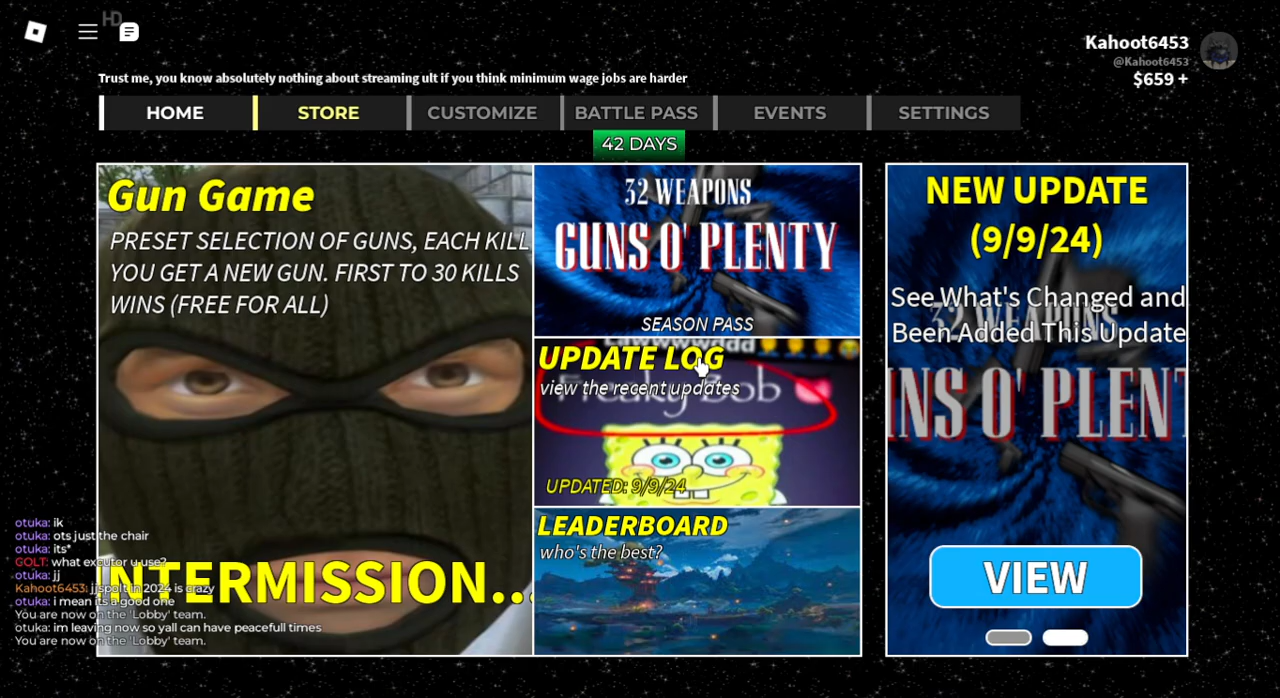 HD
Kahoot6453
@Kahoot6453
$659 +
Trust me, you know absolutely nothing about streaming ult if you think minimum wage jobs are harder
HOME
STORE
CUSTOMIZE
BATTLE PASS
EVENTS
SETTINGS
42 DAYS
Gun Game
PRESET SELECTION OF GUNS, EACH KILL
YOU GET A NEW GUN. FIRST TO 30 KILLS
WINS (FREE FOR ALL)
INTERMISSION...
32 WEAPONS
GUNS O' PLENTY
SEASON PASS
UPDATE LOG
view the recent updates
Freaky Bob
UPDATED: 9/9/24
LEADERBOARD
who's the best?
NEW UPDATE
(9/9/24)
See What's Changed and
Been Added This Update
32 WEAPONS
NS O' PLENT
VIEW
otuka: ik
otuka: ots just the chair
otuka: its*
GOLT: what excutor u use?
otuka: jj
Kahoot6453: jjsploit in 2024 is crazy
otuka: i mean its a good one
You are now on the 'Lobby' team.
otuka: im leaving now so yall can have peacefull times
You are now on the 'Lobby' team.